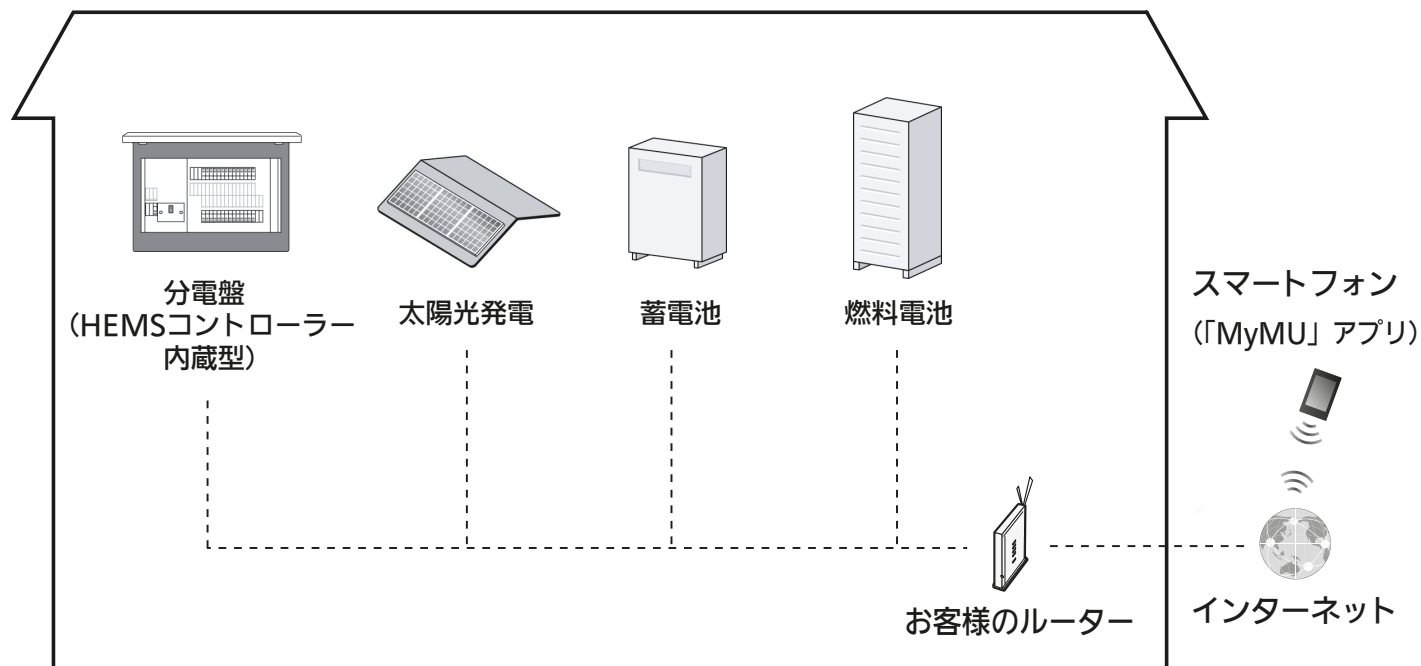 分電盤
（HEMSコントローラー
内蔵型）
太陽光発電
蓄電池
燃料電池
スマートフォン
（「MyMU」アプリ）
お客様のルーター
インターネット